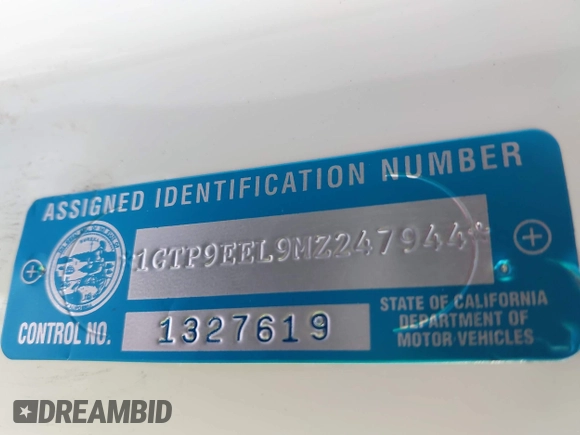 ASSIGNED IDENTIFICATION NUMBER
1GTP9EEL9MZ247944*
CONTROL NO. 1327619
STATE OF CALIFORNIA
DEPARTMENT OF
MOTOR VEHICLES
DREAMBID